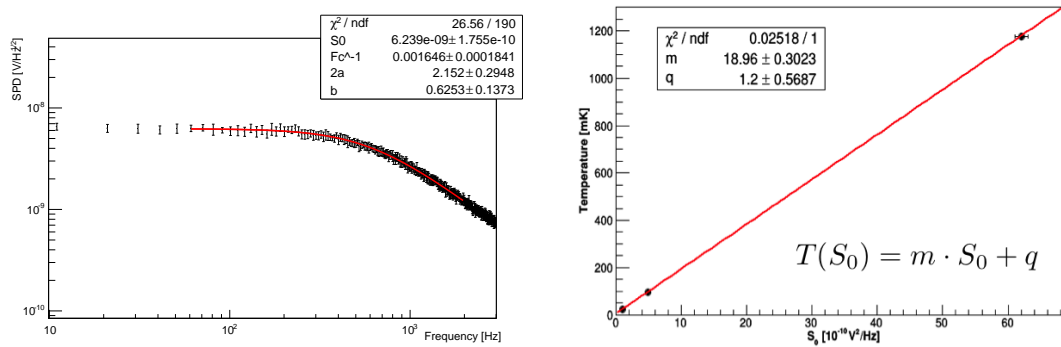 χ² / ndf 26.56 / 190
S0 6.239e-09± 1.755e-10
Fc^-1 0.001646± 0.0001841
2a 2.152± 0.2948
b 0.6253± 0.1373
SPD [V/Hz^1/2]
10⁻⁸
10⁻⁹
10⁻¹⁰
10 10² 10³
Frequency [Hz]
χ² / ndf 0.02518 / 1
m 18.96 ± 0.3023
q 1.2 ± 0.5687
Temperature [mK]
1200
1000
800
600
400
200
0
T(S₀) = m · S₀ + q
0 10 20 30 40 50 60
S₀ [10⁻¹⁰ V²/Hz]